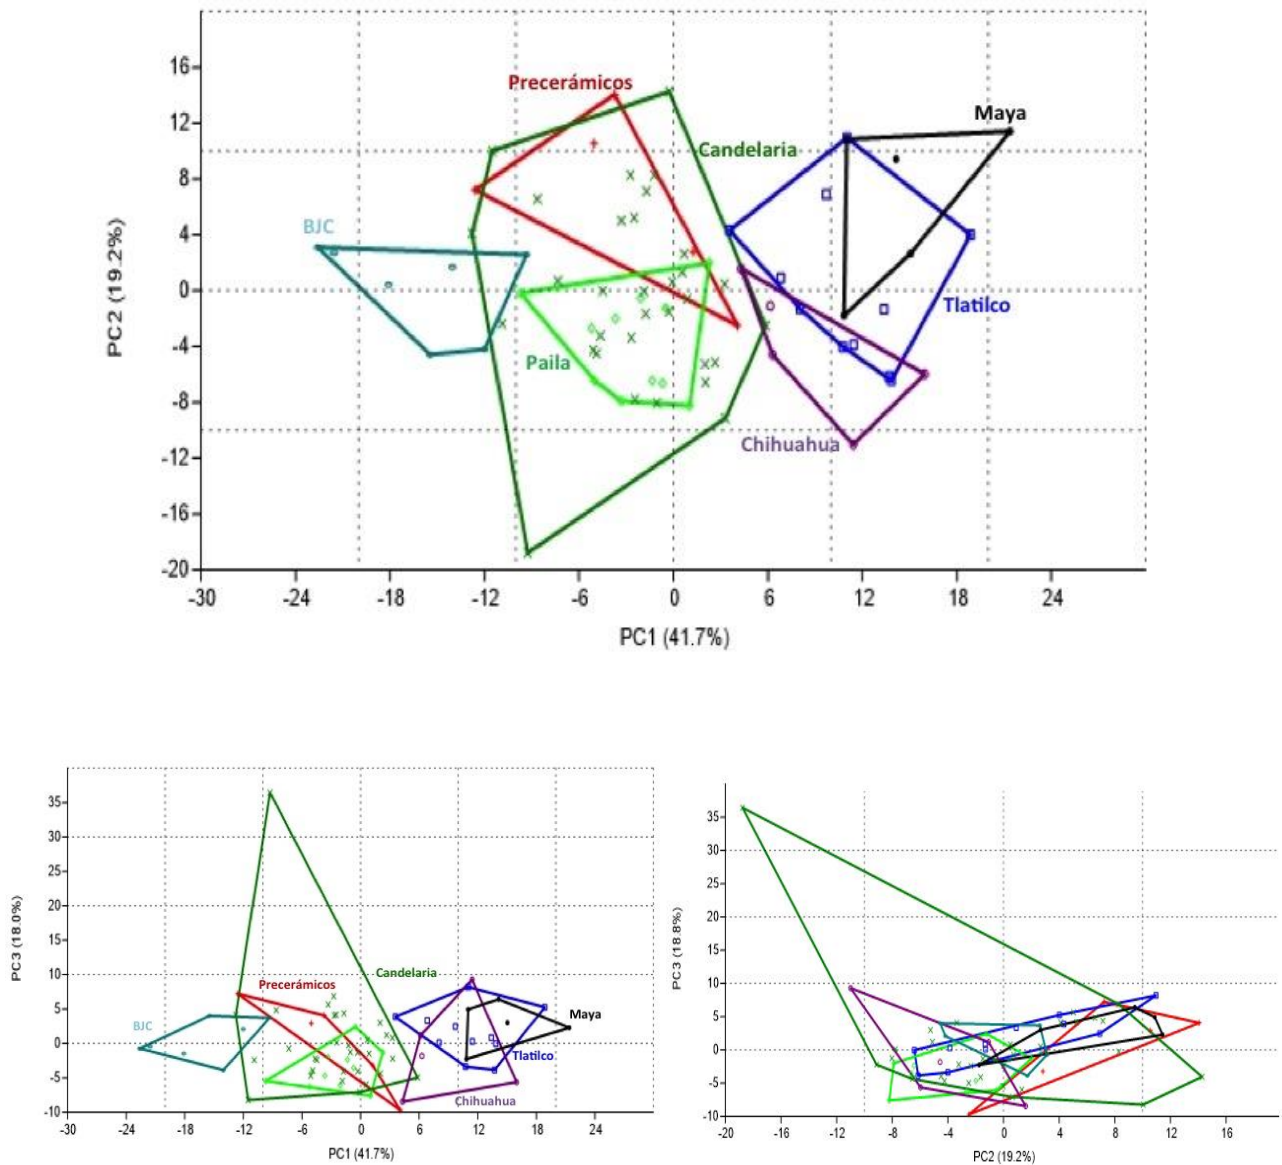 Precerámicos
Maya
Candelaria
BJC
Tlatilco
Paila
Chihuahua
PC2 (19.2%)
16
12
8
4
0
-4
-8
-12
-16
-20
-30 -24 -18 -12 -6 0 6 12 18 24
PC1 (41.7%)
PC3 (18.0%)
35
30
25
20
15
10
5
0
-5
-10
Candelaria
Precerámicos
BJC
Maya
Tlatilco
Chihuahua
-30 -24 -18 -12 -6 0 6 12 18 24
PC1 (41.7%)
PC3 (18.8%)
35
30
25
20
15
10
5
0
-5
-10
-20 -16 -12 -8 -4 0 4 8 12 16
PC2 (19.2%)